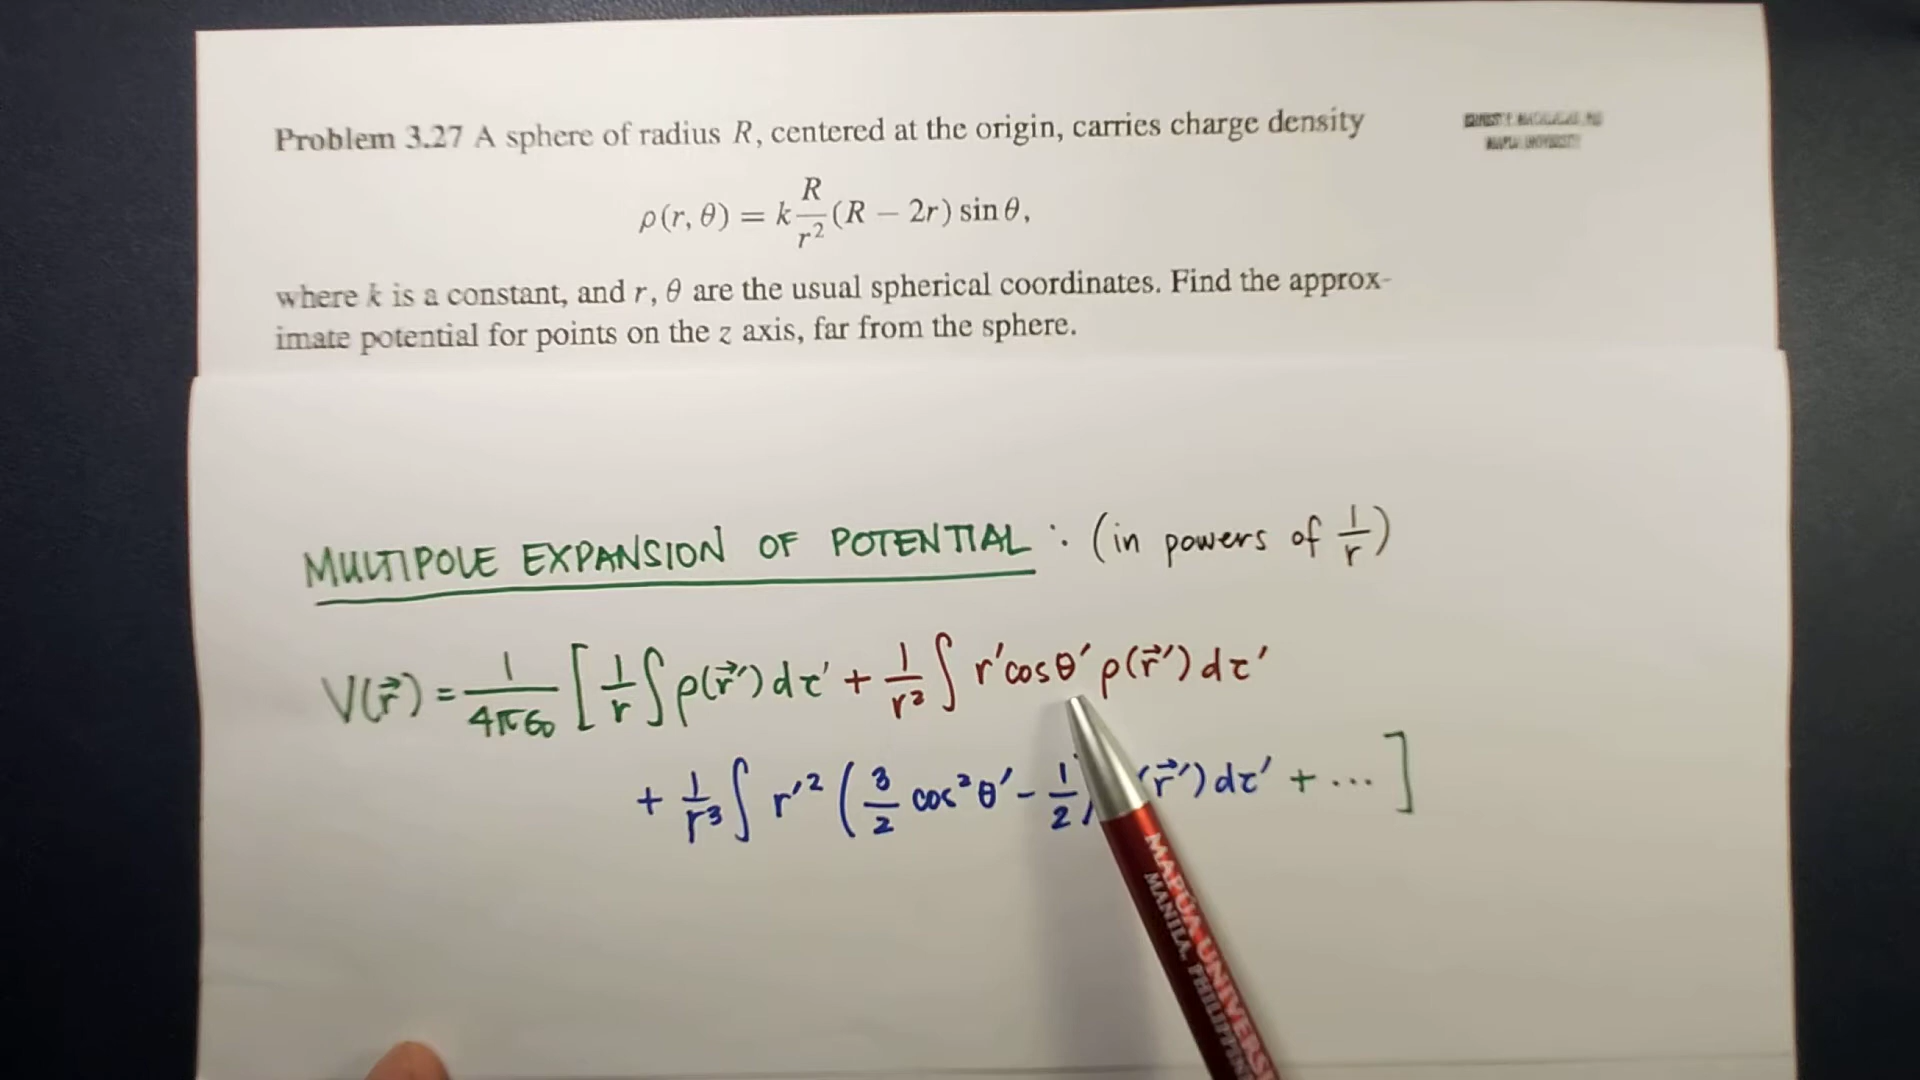 Problem 3.27 A sphere of radius R, centered at the origin, carries charge density
ρ(r, θ) = k R/r² (R − 2r) sin θ,
where k is a constant, and r, θ are the usual spherical coordinates. Find the approx-
imate potential for points on the z axis, far from the sphere.
MULTIPOLE EXPANSION OF POTENTIAL : (in powers of 1/r)
V(r⃗) = 1/4πε₀ [ 1/r ∫ ρ(r⃗′) dτ′ + 1/r² ∫ r′cosθ′ ρ(r⃗′) dτ′
+ 1/r³ ∫ r′² (3/2 cos²θ′ − 1/2) (r⃗′) dτ′ + ... ]
MAPÚA UNIVERSI
MANILA, PHILIPPIN